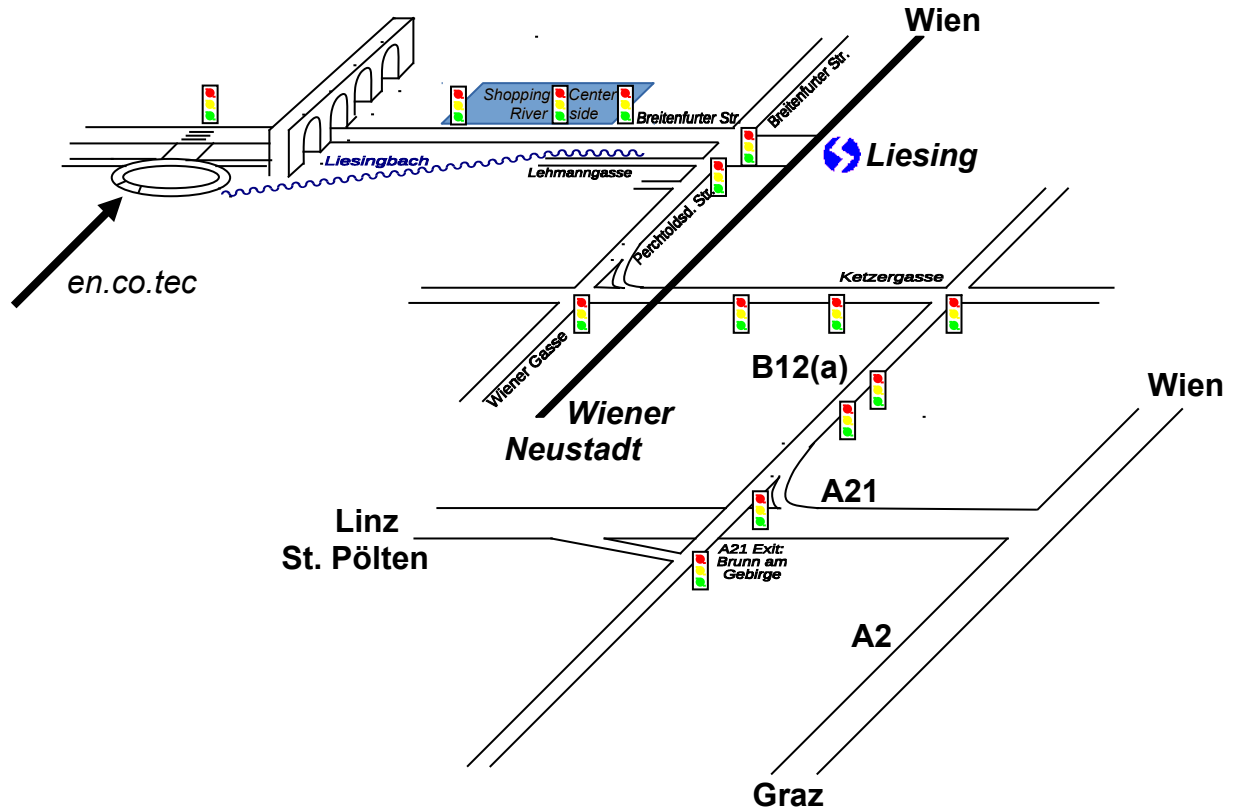 Wien
Breitenfurter Str.
Shopping Center
River side
Breitenfurter Str.
Liesing
Liesingbach
Lehmanngasse
Perchtoldsd. Str.
en.co.tec
Ketzergasse
Wiener Gasse
B12(a)
Wien
Wiener
Neustadt
A21
Linz
St. Pölten
A21 Exit:
Brunn am
Gebirge
A2
Graz